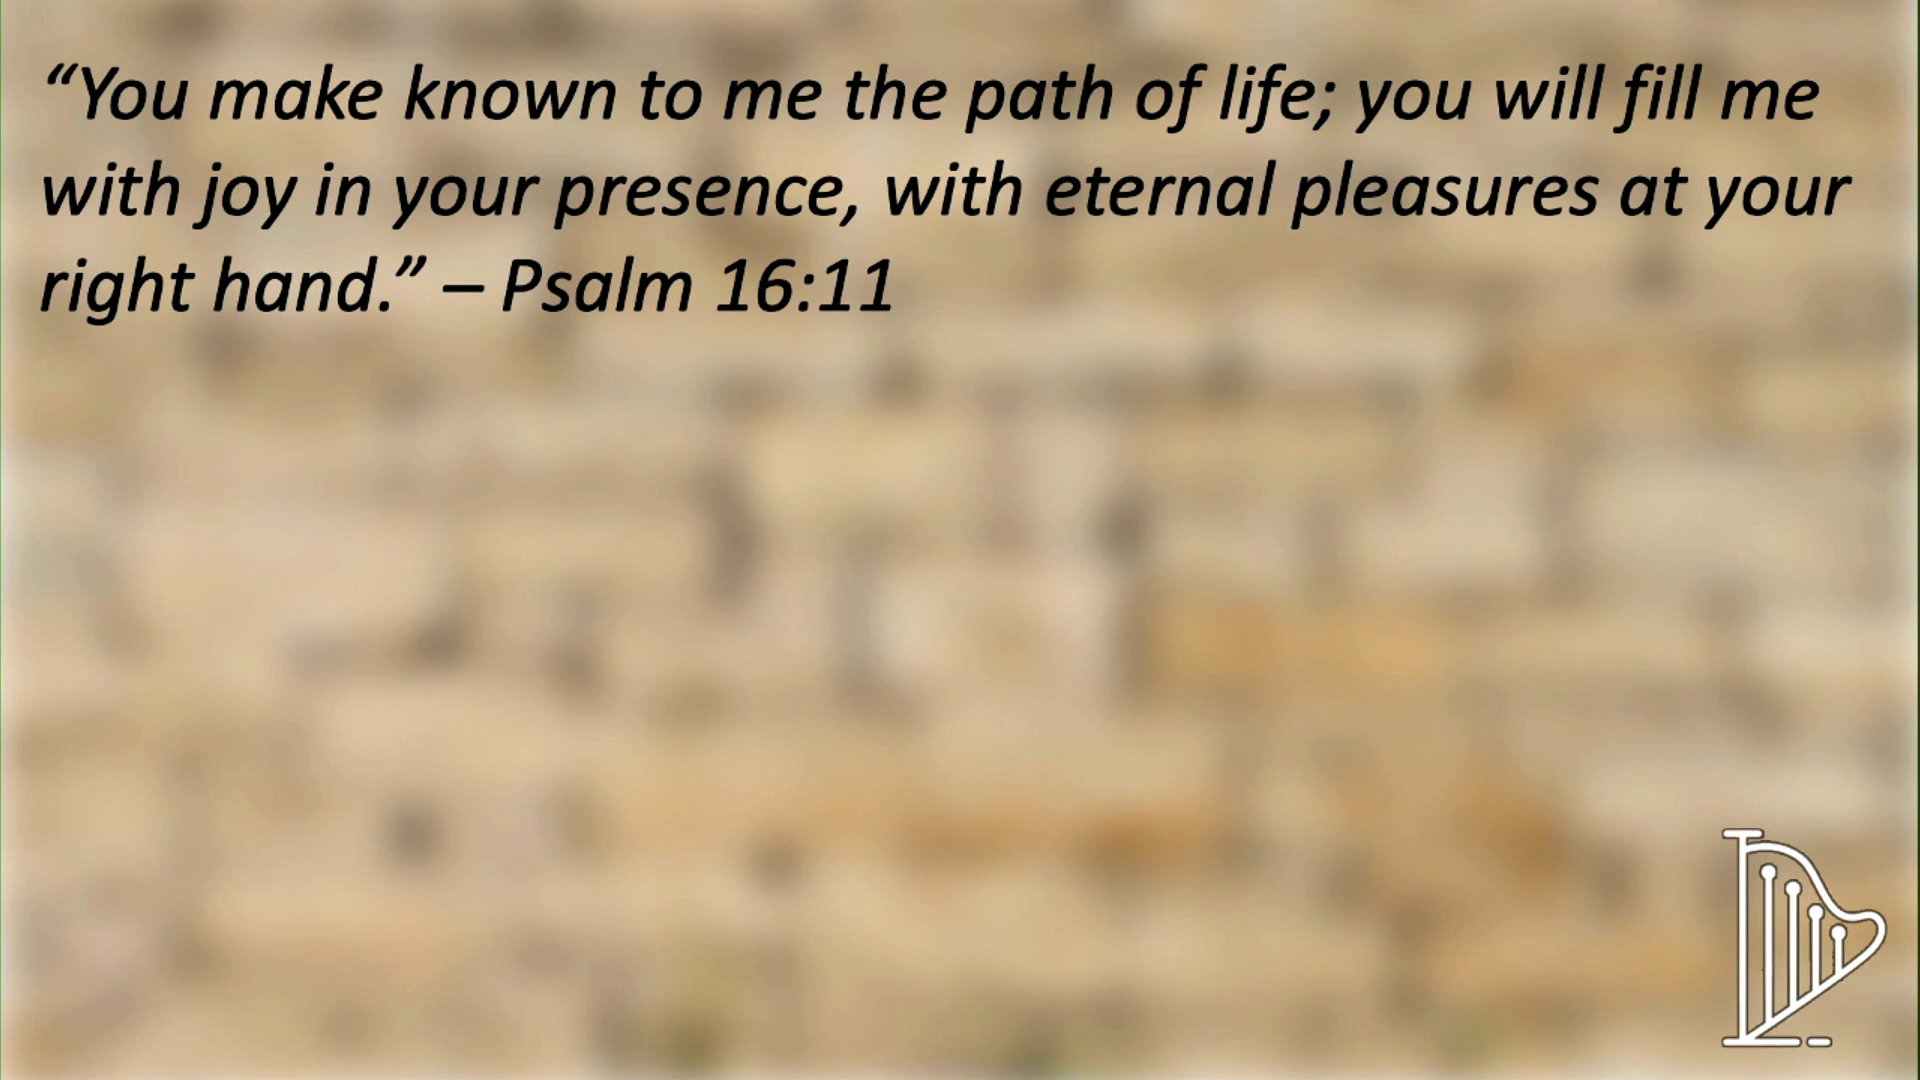 “You make known to me the path of life; you will fill me
with joy in your presence, with eternal pleasures at your
right hand.” – Psalm 16:11